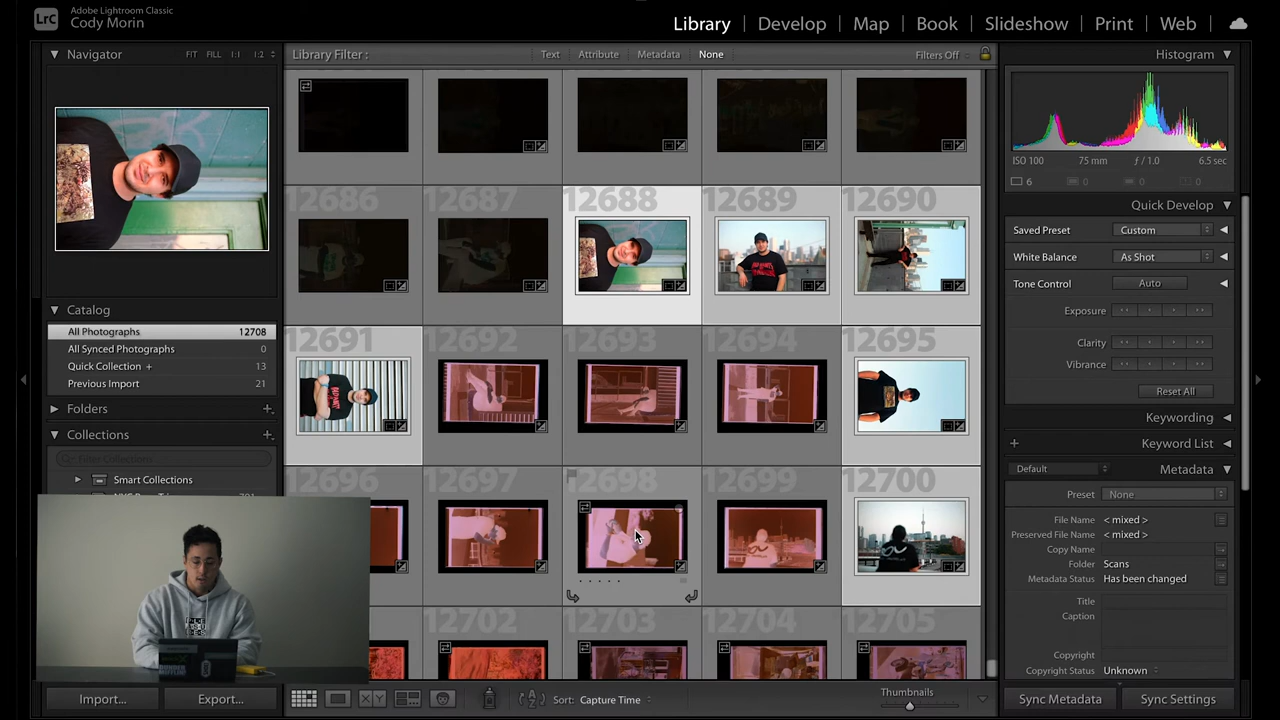 LrC
Adobe Lightroom Classic
Cody Morin
Library | Develop | Map | Book | Slideshow | Print | Web
Navigator
FIT FILL 1:1 1:2
Library Filter :
Text Attribute Metadata None
Filters Off
Histogram
ISO 100 75 mm ƒ / 1.0 6.5 sec
6 0 0 0
Quick Develop
Saved Preset Custom
White Balance As Shot
Tone Control Auto
Exposure
Clarity
Vibrance
Reset All
Keywording
Keyword List
Default Metadata
Preset None
File Name < mixed >
Preserved File Name < mixed >
Copy Name
Folder Scans
Metadata Status Has been changed
Title
Caption
Copyright
Copyright Status Unknown
Sync Metadata Sync Settings
Catalog
All Photographs 12708
All Synced Photographs 0
Quick Collection + 13
Previous Import 21
Folders
Collections
Filter Collections
Smart Collections
12686 12687 12688 12689 12690
12691 12692 12693 12694 12695
12696 12697 12698 12699 12700
12702 12703 12704 12705
Import... Export...
Sort: Capture Time
Thumbnails